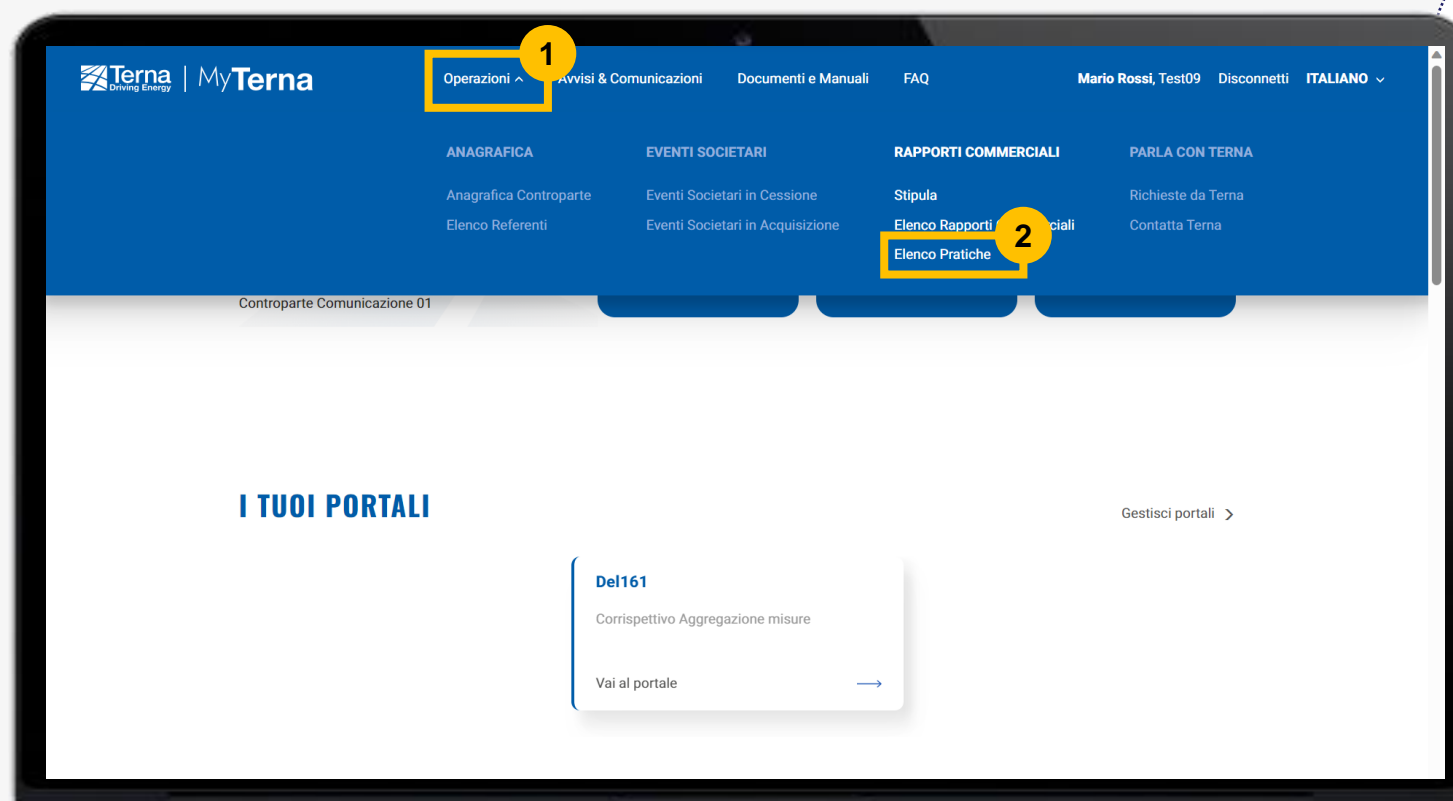 1
Terna
Driving Energy
MyTerna
Operazioni
Avvisi & Comunicazioni
Documenti e Manuali
FAQ
Mario Rossi, Test09
Disconnetti
ITALIANO
ANAGRAFICA
EVENTI SOCIETARI
RAPPORTI COMMERCIALI
PARLA CON TERNA
Anagrafica Controparte
Eventi Societari in Cessione
Stipula
Richieste da Terna
Elenco Referenti
Eventi Societari in Acquisizione
Elenco Rapporti
2
Contatta Terna
Elenco Pratiche
Controparte Comunicazione 01
I TUOI PORTALI
Gestisci portali
Del161
Corrispettivo Aggregazione misure
Vai al portale